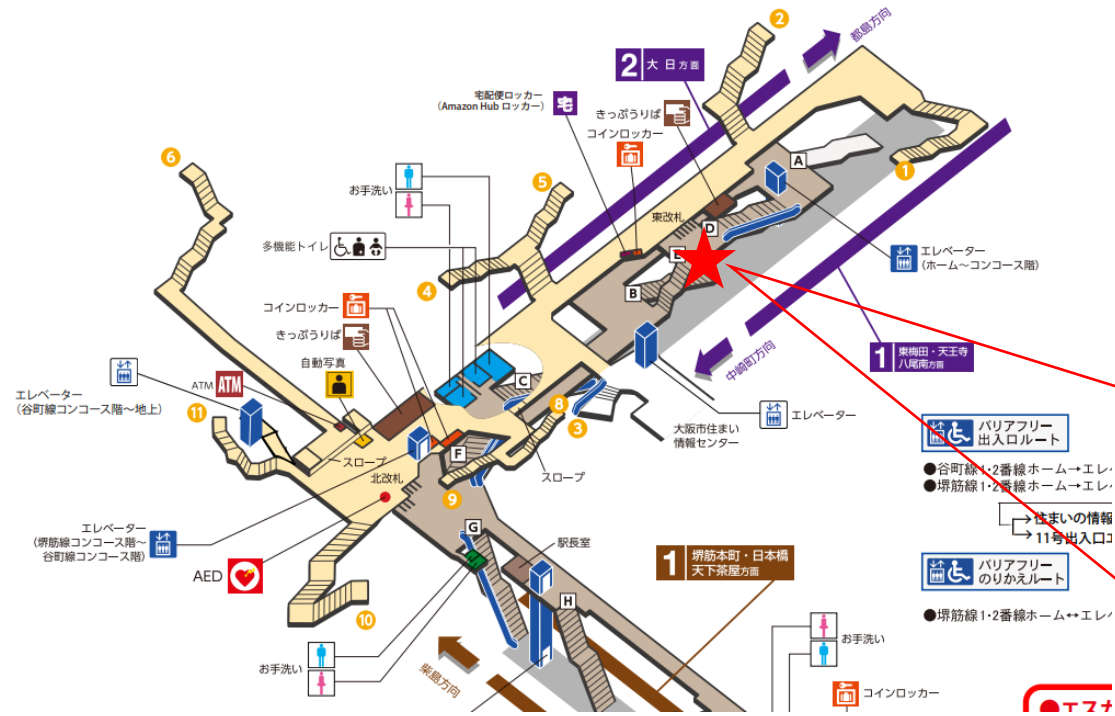 2
都島方向
2 大日方面
宅配便ロッカー
(Amazon Hub ロッカー)
宅
きっぷうりば
コインロッカー
6
A
5
1
お手洗い
東改札
D
エレベーター
(ホーム～コンコース階)
多機能トイレ
E
4
B
コインロッカー
きっぷうりば
自動写真
1 東梅田・天王寺
八尾南方面
中崎町方向
ATM ATM
エレベーター
(谷町線コンコース階～地上)
C
11
8
3
エレベーター
大阪市住まい
情報センター
バリアフリー
出入口ルート
スロープ
F
スロープ
北改札
9
●谷町線1・2番線ホーム→エレ
●堺筋線1・2番線ホーム→エレ
→住まいの情報
→11号出入口エ
エレベーター
(堺筋線コンコース階～
谷町線コンコース階)
G
駅長室
AED
1 堺筋本町・日本橋
天下茶屋方面
バリアフリー
のりかえルート
H
10
●堺筋線1・2番線ホーム↔エレ
お手洗い
お手洗い
柴島方向
コインロッカー
●エスカ